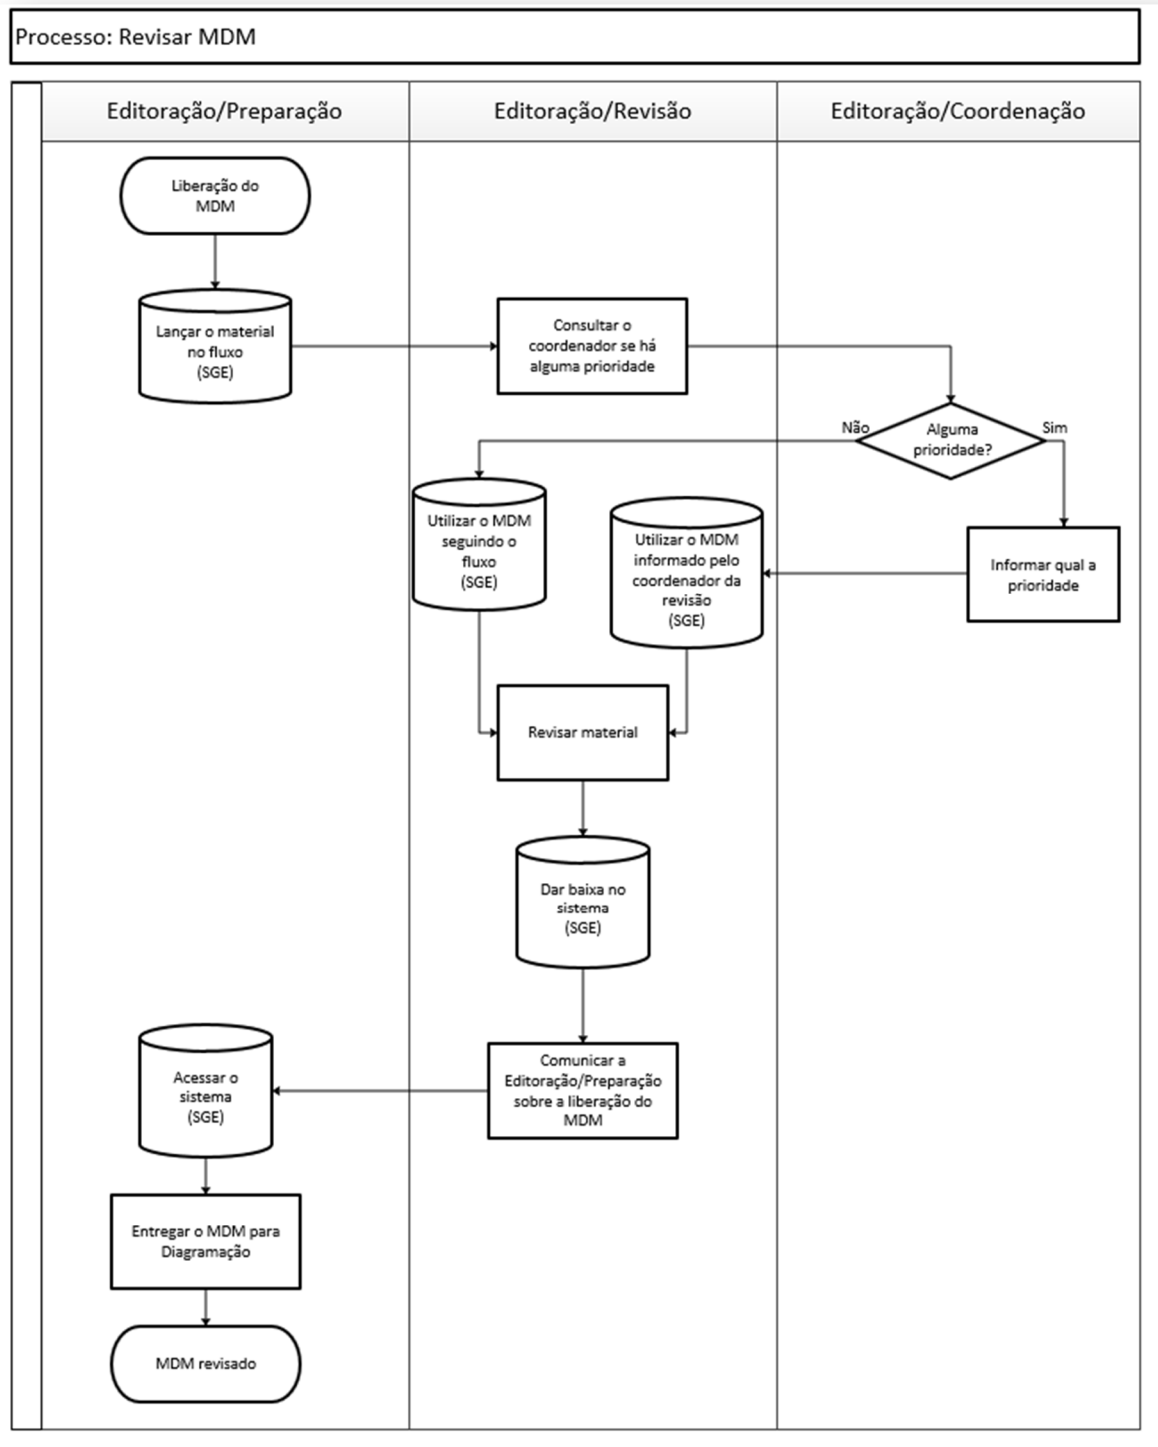 Processo: Revisar MDM
Editoração/Preparação
Editoração/Revisão
Editoração/Coordenação
Liberação do
MDM
Lançar o material
no fluxo
(SGE)
Consultar o
coordenador se há
alguma prioridade
Não
Alguma
prioridade?
Sim
Utilizar o MDM
seguindo o
fluxo
(SGE)
Utilizar o MDM
informado pelo
coordenador da
revisão
(SGE)
Informar qual a
prioridade
Revisar material
Dar baixa no
sistema
(SGE)
Comunicar a
Editoração/Preparação
sobre a liberação do
MDM
Acessar o
sistema
(SGE)
Entregar o MDM para
Diagramação
MDM revisado